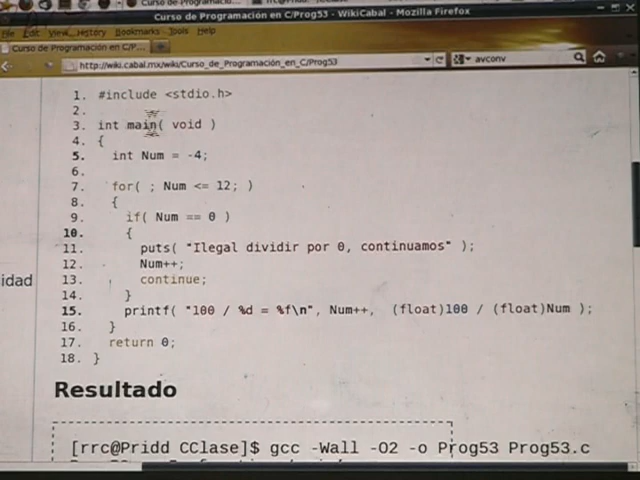 Curso de Programación en C/Prog53 - WikiCabal - Mozilla Firefox
File Edit View History Bookmarks Tools Help
Curso de Programación en C/P...
http://wiki.cabal.mx/wiki/Curso_de_Programación_en_C/Prog53
avconv
1. #include <stdio.h>
2.
3. int main( void )
4. {
5. int Num = -4;
6.
7. for( ; Num <= 12; )
8. {
9. if( Num == 0 )
10. {
11. puts( "Ilegal dividir por 0, continuamos" );
12. Num++;
13. continue;
14. }
15. printf( "100 / %d = %f\n", Num++, (float)100 / (float)Num );
16. }
17. return 0;
18. }
idad
Resultado
[rrc@Pridd CClase]$ gcc -Wall -O2 -o Prog53 Prog53.c